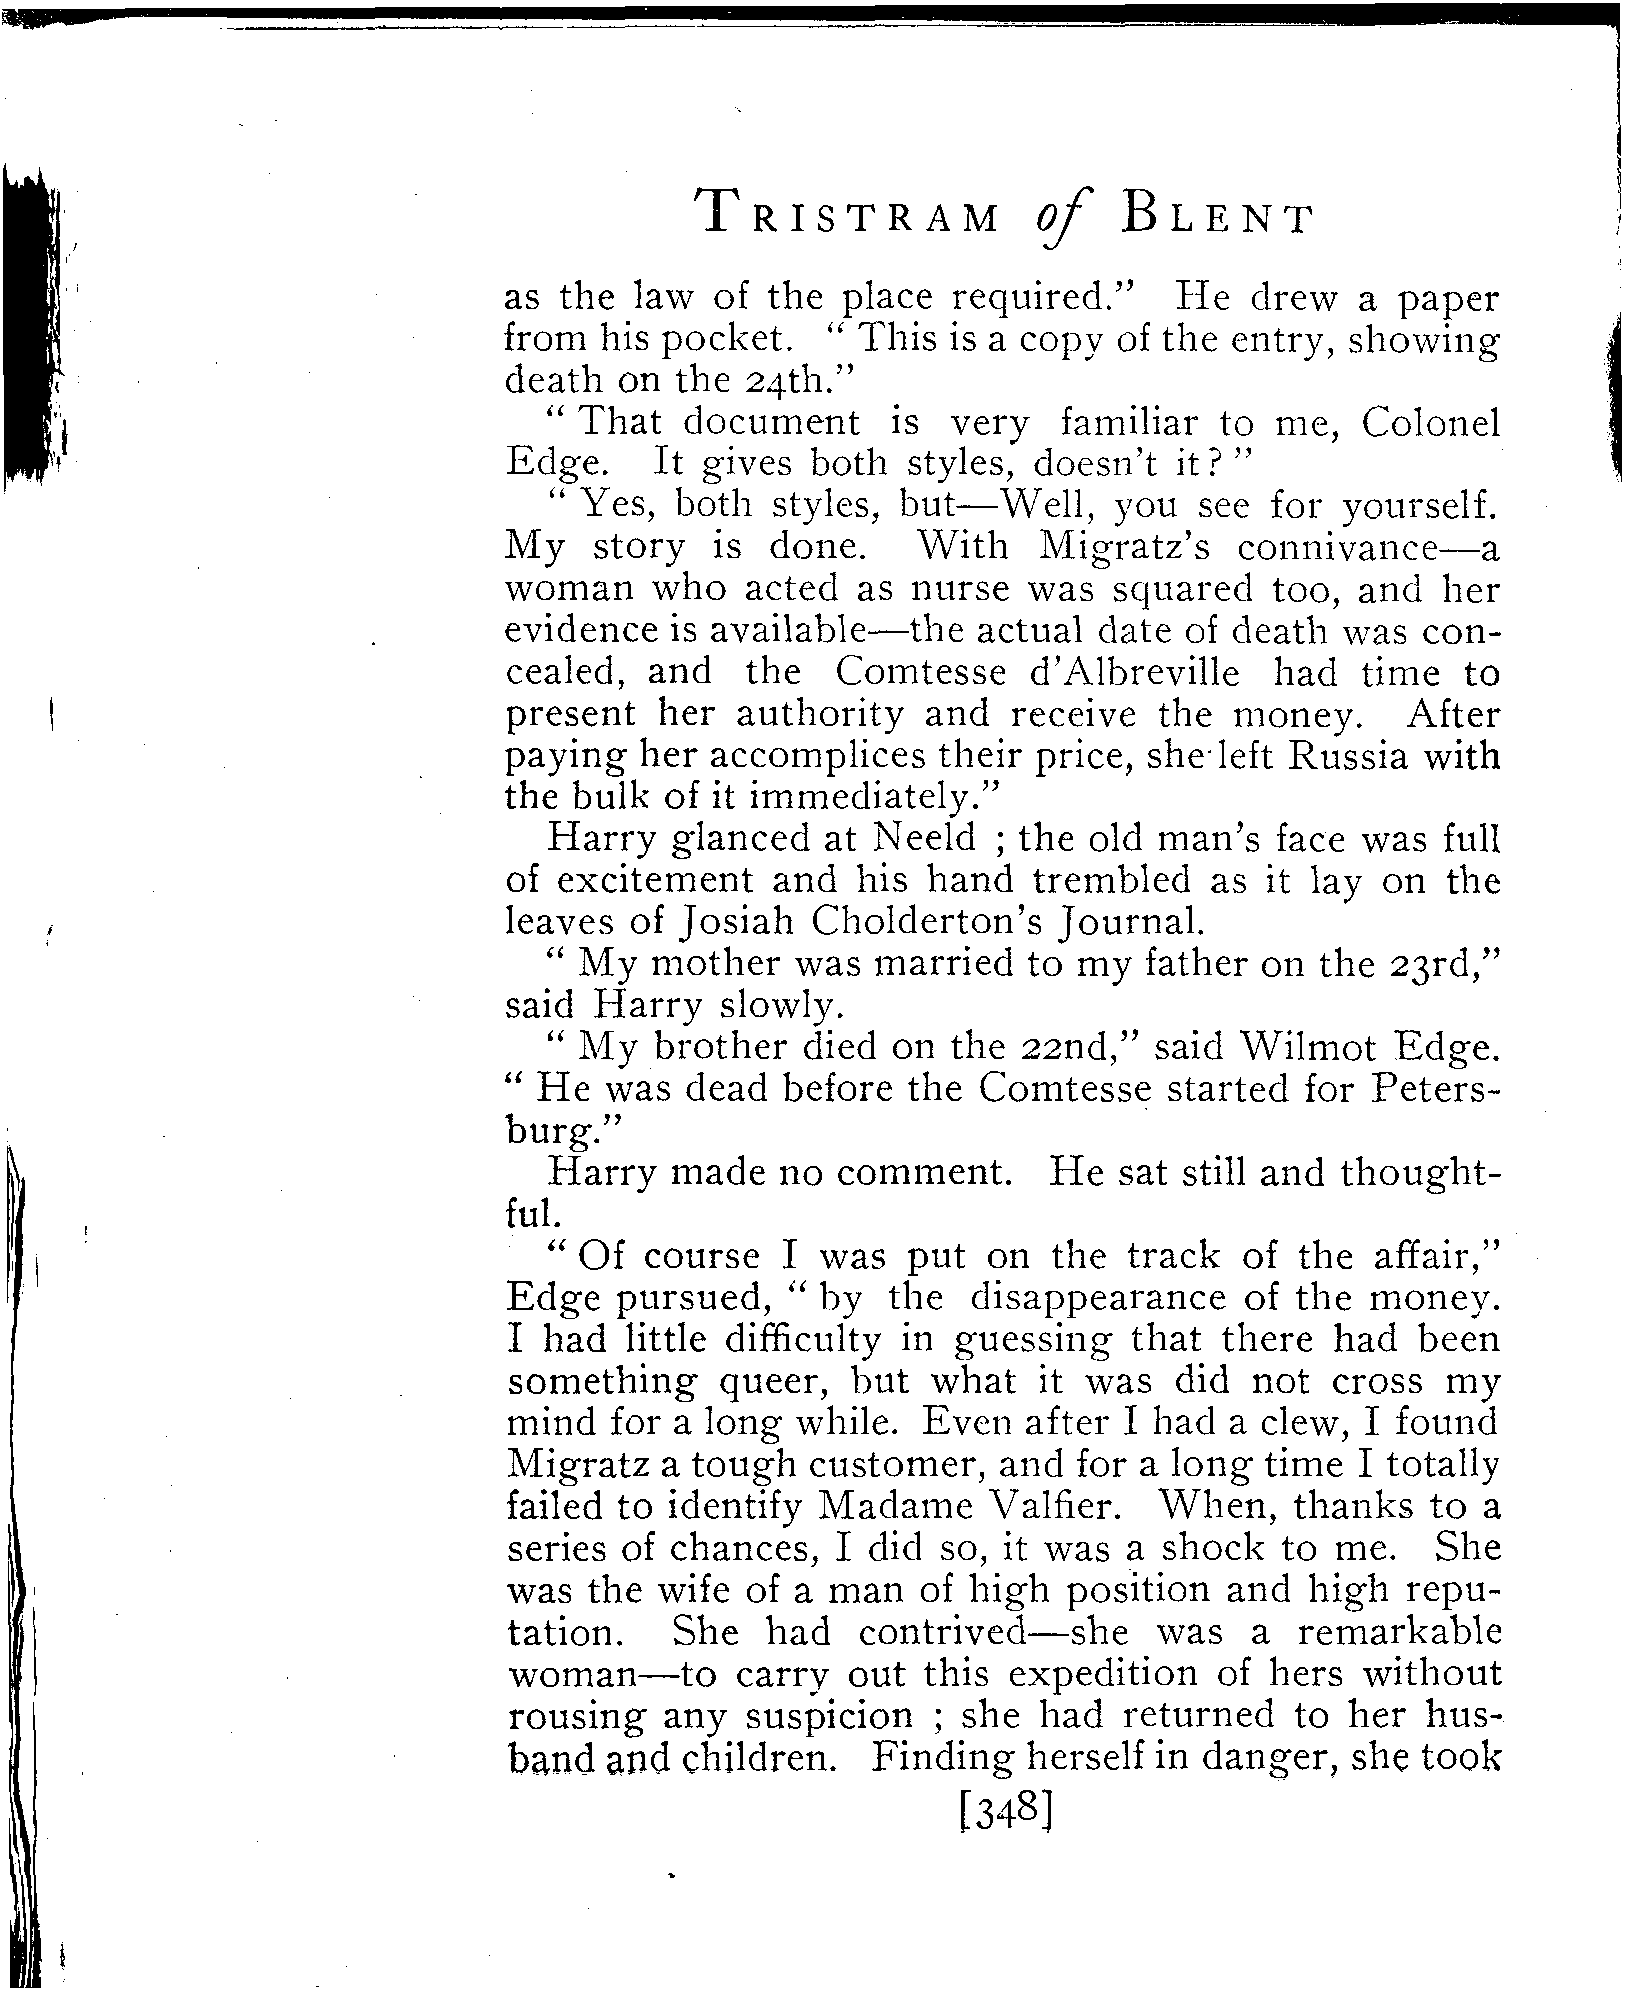 TRISTRAM of BLENT
as the law of the place required." He drew a paper
from his pocket. "This is a copy of the entry, showing
death on the 24th."
"That document is very familiar to me, Colonel
Edge. It gives both styles, doesn't it?"
"Yes, both styles, but—Well, you see for yourself.
My story is done. With Migratz's connivance—a
woman who acted as nurse was squared too, and her
evidence is available—the actual date of death was con-
cealed, and the Comtesse d'Albreville had time to
present her authority and receive the money. After
paying her accomplices their price, she left Russia with
the bulk of it immediately."
Harry glanced at Neeld ; the old man's face was full
of excitement and his hand trembled as it lay on the
leaves of Josiah Cholderton's Journal.
"My mother was married to my father on the 23rd,"
said Harry slowly.
"My brother died on the 22nd," said Wilmot Edge.
"He was dead before the Comtesse started for Peters-
burg."
Harry made no comment. He sat still and thought-
ful.
"Of course I was put on the track of the affair,"
Edge pursued, "by the disappearance of the money.
I had little difficulty in guessing that there had been
something queer, but what it was did not cross my
mind for a long while. Even after I had a clew, I found
Migratz a tough customer, and for a long time I totally
failed to identify Madame Valfier. When, thanks to a
series of chances, I did so, it was a shock to me. She
was the wife of a man of high position and high repu-
tation. She had contrived—she was a remarkable
woman—to carry out this expedition of hers without
rousing any suspicion ; she had returned to her hus-
band and children. Finding herself in danger, she took
[348]